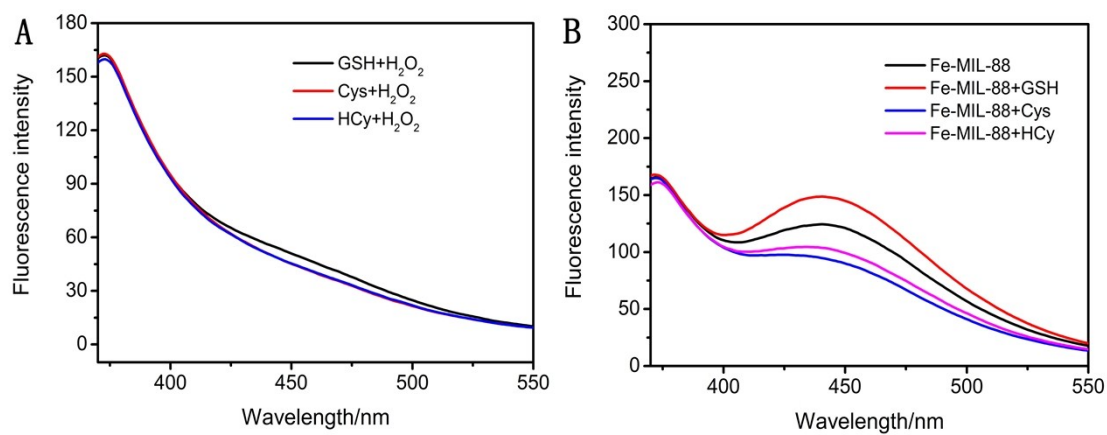 A
180
150
120
90
60
30
0
Fluorescence intensity
GSH+H₂O₂
Cys+H₂O₂
HCy+H₂O₂
400
450
500
550
Wavelength/nm
B
300
250
200
150
100
50
0
Fluorescence intensity
Fe-MIL-88
Fe-MIL-88+GSH
Fe-MIL-88+Cys
Fe-MIL-88+HCy
400
450
500
550
Wavelength/nm